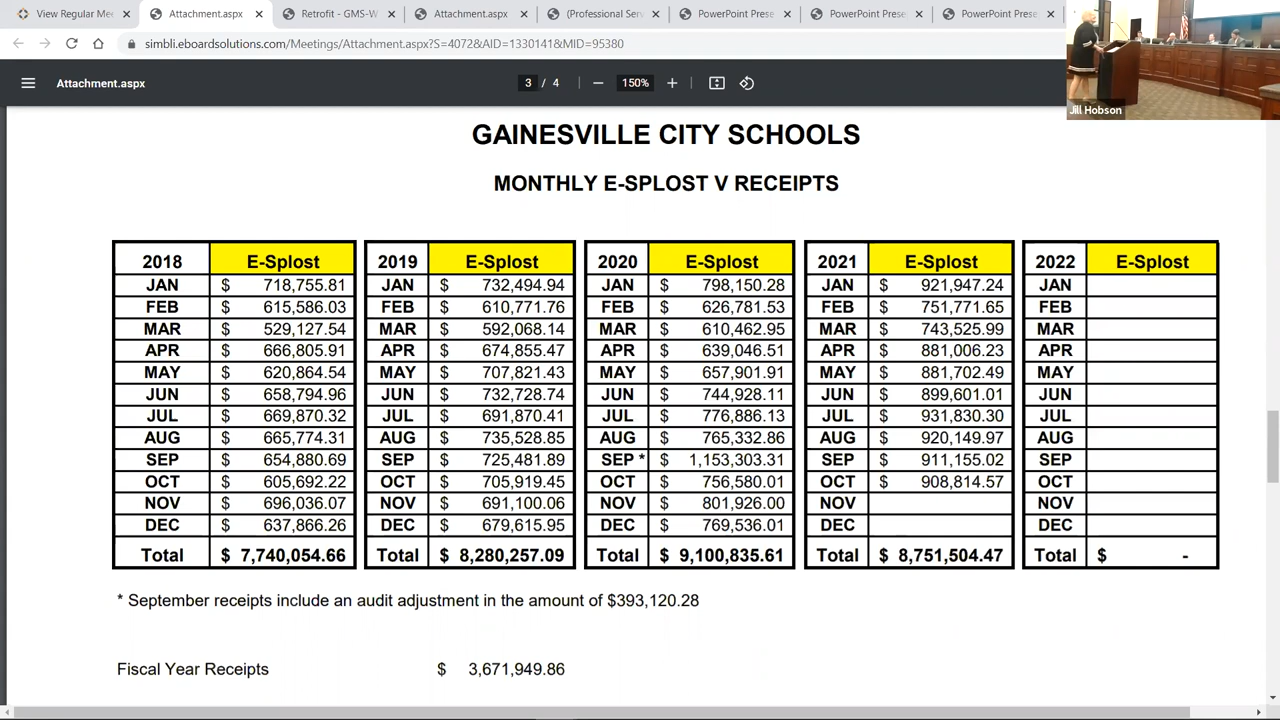 View Regular Me
Attachment.aspx
Retrofit - GMS-W
Attachment.aspx
(Professional Ser
PowerPoint Prese
PowerPoint Prese
PowerPoint Prese
simbli.eboardsolutions.com/Meetings/Attachment.aspx?S=4072&AID=1330141&MID=95380
Attachment.aspx
3 / 4
150%
Jill Hobson
GAINESVILLE CITY SCHOOLS
MONTHLY E-SPLOST V RECEIPTS
2018 E-Splost 2019 E-Splost 2020 E-Splost 2021 E-Splost 2022 E-Splost
JAN $ 718,755.81 JAN $ 732,494.94 JAN $ 798,150.28 JAN $ 921,947.24 JAN
FEB $ 615,586.03 FEB $ 610,771.76 FEB $ 626,781.53 FEB $ 751,771.65 FEB
MAR $ 529,127.54 MAR $ 592,068.14 MAR $ 610,462.95 MAR $ 743,525.99 MAR
APR $ 666,805.91 APR $ 674,855.47 APR $ 639,046.51 APR $ 881,006.23 APR
MAY $ 620,864.54 MAY $ 707,821.43 MAY $ 657,901.91 MAY $ 881,702.49 MAY
JUN $ 658,794.96 JUN $ 732,728.74 JUN $ 744,928.11 JUN $ 899,601.01 JUN
JUL $ 669,870.32 JUL $ 691,870.41 JUL $ 776,886.13 JUL $ 931,830.30 JUL
AUG $ 665,774.31 AUG $ 735,528.85 AUG $ 765,332.86 AUG $ 920,149.97 AUG
SEP $ 654,880.69 SEP $ 725,481.89 SEP * $ 1,153,303.31 SEP $ 911,155.02 SEP
OCT $ 605,692.22 OCT $ 705,919.45 OCT $ 756,580.01 OCT $ 908,814.57 OCT
NOV $ 696,036.07 NOV $ 691,100.06 NOV $ 801,926.00 NOV NOV
DEC $ 637,866.26 DEC $ 679,615.95 DEC $ 769,536.01 DEC DEC
Total $ 7,740,054.66 Total $ 8,280,257.09 Total $ 9,100,835.61 Total $ 8,751,504.47 Total $ -
* September receipts include an audit adjustment in the amount of $393,120.28
Fiscal Year Receipts $ 3,671,949.86